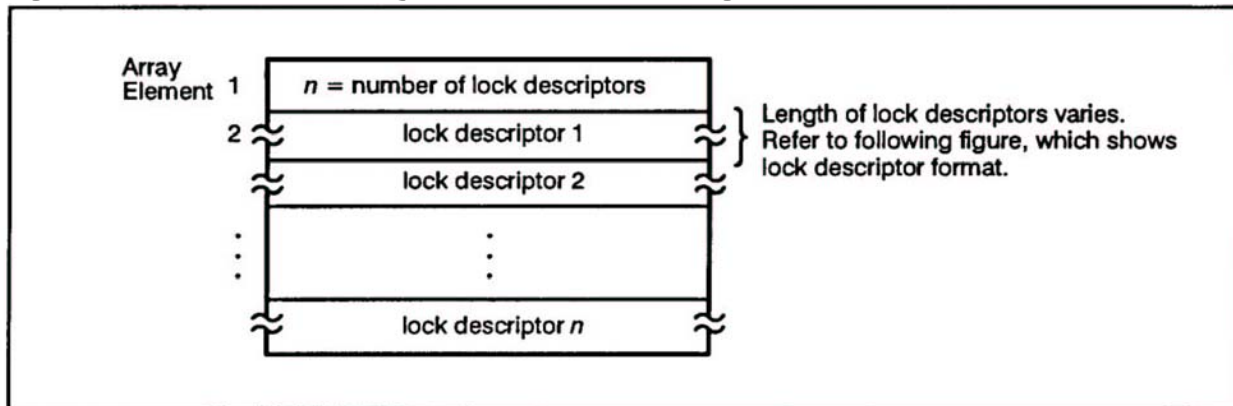 Array
Element 1
n = number of lock descriptors
2
lock descriptor 1
Length of lock descriptors varies.
Refer to following figure, which shows
lock descriptor format.
lock descriptor 2
lock descriptor n